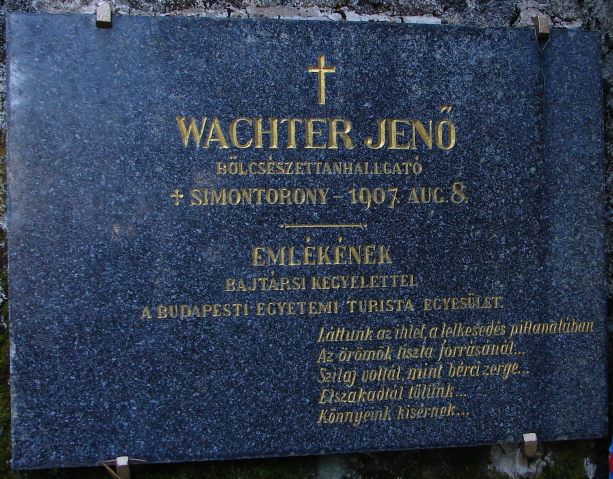 WACHTER JENŐ
BÖLCSÉSZETTANHALLGATÓ
† SIMONTORONY – 1907. AUG. 8.
EMLÉKÉNEK
BAJTÁRSI KEGYELETTEL
A BUDAPESTI EGYETEMI TURISTA EGYESÜLET.
Láttunk az ihlet, a lelkesedés pillanatában
Az örömök tiszta forrásánál...
Szilaj voltál, mint bérci zerge...
Elszakadtál tőlünk...
Könnyeink kisérnek...